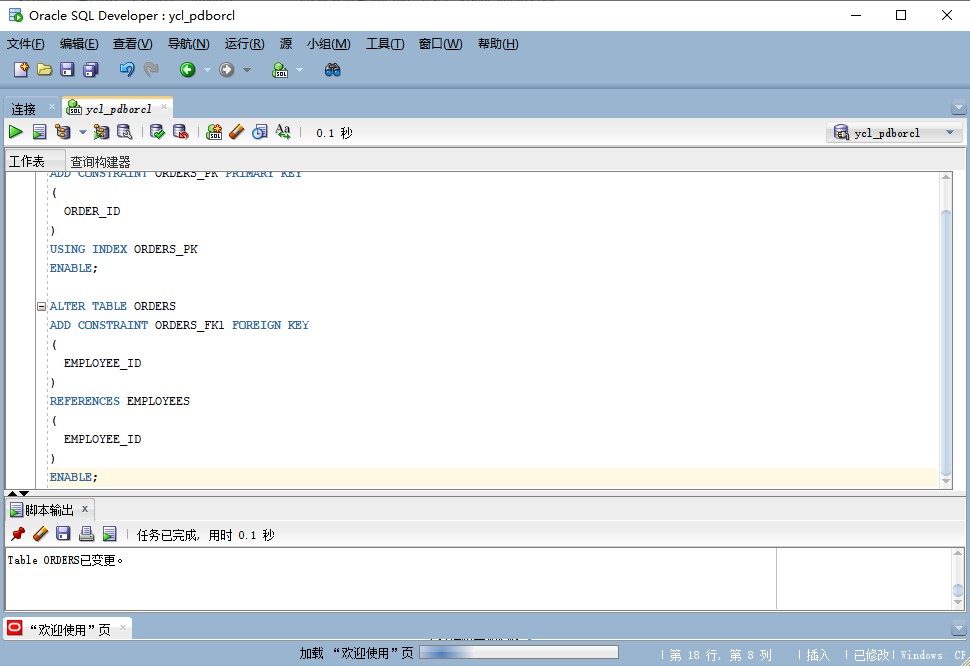 Oracle SQL Developer : ycl_pdborcl
文件(F) 编辑(E) 查看(V) 导航(N) 运行(R) 源 小组(M) 工具(T) 窗口(W) 帮助(H)
连接 ycl_pdborcl
0.1 秒 ycl_pdborcl
工作表 查询构建器
ADD CONSTRAINT ORDERS_PK PRIMARY KEY
(
ORDER_ID
)
USING INDEX ORDERS_PK
ENABLE;
ALTER TABLE ORDERS
ADD CONSTRAINT ORDERS_FK1 FOREIGN KEY
(
EMPLOYEE_ID
)
REFERENCES EMPLOYEES
(
EMPLOYEE_ID
)
ENABLE;
脚本输出 x
任务已完成, 用时 0.1 秒
Table ORDERS已变更。
“欢迎使用”页
加载 “欢迎使用”页 第 18 行, 第 8 列 插入 已修改 Windows: CR